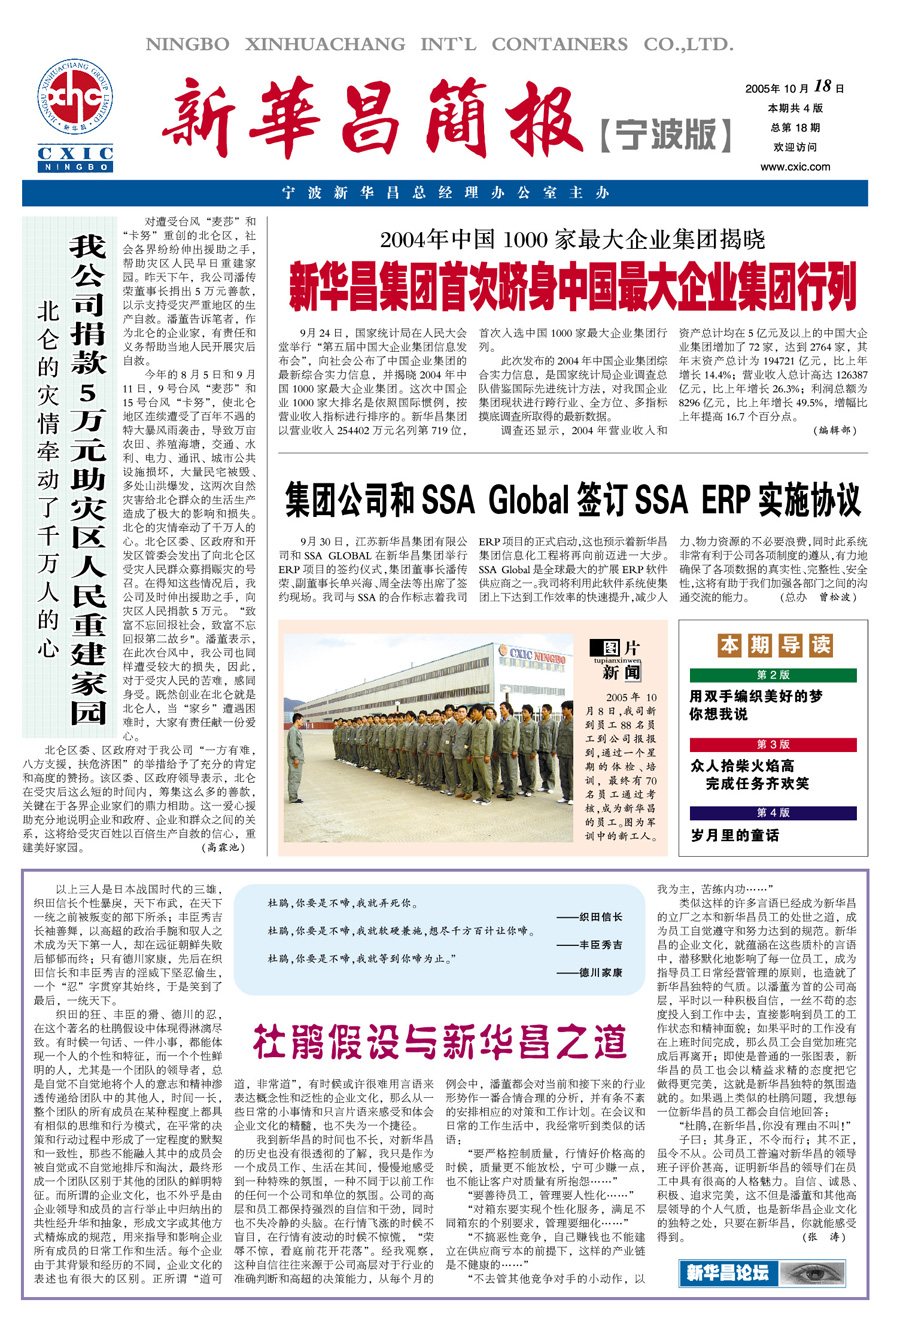 NINGBO XINHUACHANG INT`L CONTAINERS CO.,LTD.
JIANGSU XINHUACHANG GROUP LIMITED
xhc
·新华昌·
CXIC
NINGBO
新華昌簡报
【宁波版】
2005年 10 月 18 日
本期共 4 版
总第 18 期
欢迎访问
www.cxic.com
宁波新华昌总经理办公室主办
我公司捐款5万元助灾区人民重建家园
北仑的灾情牵动了千万人的心
对遭受台风“麦莎”和
“卡努”重创的北仑区，社
会各界纷纷伸出援助之手，
帮助灾区人民早日重建家
园。昨天下午，我公司潘传
荣董事长捐出 5 万元善款，
以示支持受灾严重地区的生
产自救。潘董告诉笔者，作
为北仑的企业家，有责任和
义务帮助当地人民开展灾后
自救。
今年的 8 月 5 日和 9 月
11 日，9 号台风“麦莎”和
15 号台风“卡努”，使北仑
地区连续遭受了百年不遇的
特大暴风雨袭击，导致万亩
农田、养殖海塘，交通、水
利、电力、通讯、城市公共
设施损坏，大量民宅被毁、
多处山洪爆发，这两次自然
灾害给北仑群众的生活生产
造成了极大的影响和损失。
北仑的灾情牵动了千万人的
心。北仑区委、区政府和开
发区管委会发出了向北仑区
受灾人民群众募捐赈灾的号
召。在得知这些情况后，我
公司及时伸出援助之手，向
灾区人民捐款 5 万元。“致
富不忘回报社会，致富不忘
回报第二故乡"。潘董表示，
在此次台风中，我公司也同
样遭受较大的损失，因此，
对于受灾人民的苦难，感同
身受。既然创业在北仑就是
北仑人，当“家乡”遭遇困
难时，大家有责任献一份爱
心。
北仑区委、区政府对于我公司“一方有难，
八方支援，扶危济困”的举措给予了充分的肯定
和高度的赞扬。该区委、区政府领导表示，北仑
在受灾后这么短的时间内，筹集这么多的善款，
关键在于各界企业家们的鼎力相助。这一爱心援
助充分地说明企业和政府、企业和群众之间的关
系，这将给受灾百姓以百倍生产自救的信心，重
建美好家园。 （高霖池）
2004年中国 1000 家最大企业集团揭晓
新华昌集团首次跻身中国最大企业集团行列
9月 24 日，国家统计局在人民大会
堂举行“第五届中国大企业集团信息发
布会”，向社会公布了中国企业集团的
最新综合实力信息，并揭晓 2004 年中
国 1000 家最大企业集团。这次中国企
业 1000 家大排名是依照国际惯例，按
营业收入指标进行排序的。新华昌集团
以营业收入 254402 万元名列第 719 位，
首次入选中国 1000 家最大企业集团行
列。
此次发布的 2004 年中国企业集团综
合实力信息，是国家统计局企业调查总
队借鉴国际先进统计方法，对我国企业
集团现状进行跨行业、全方位、多指标
摸底调查所取得的最新数据。
调查还显示，2004 年营业收入和
资产总计均在 5 亿元及以上的中国大企
业集团增加了 72 家，达到 2764 家，其
年末资产总计为 194721 亿元，比上年
增长 14.4%；营业收入总计高达 126387
亿元，比上年增长 26.3%；利润总额为
8296 亿元，比上年增长 49.5%，增幅比
上年提高 16.7 个百分点。
（编辑部）
集团公司和 SSA Global 签订 SSA ERP 实施协议
9 月 30 日，江苏新华昌集团有限公
司和 SSA GLOBAL 在新华昌集团举行
ERP 项目的签约仪式,集团董事长潘传
荣、副董事长单兴海、周全法等出席了签
约现场。我司与 SSA 的合作标志着我司
ERP 项目的正式启动,这也预示着新华昌
集团信息化工程将再向前迈进一大步。
SSA Global 是全球最大的扩展 ERP 软件
供应商之一。我司将利用此软件系统使集
团上下达到工作效率的快速提升,减少人
力、物力资源的不必要浪费,同时此系统
非常有利于公司各项制度的遵从,有力地
确保了各项数据的真实性、完整性、安全
性,这将有助于我们加强各部门之间的沟
通交流的能力。 （总办 曾松波）
CXIC NINGBO
图片
tupianxinwen
新闻
2005 年 10
月 8 日,我司新
到员工 88 名员
工到公司报报
到,通过一个星
期的体检、培
训，最终有 70
名员工通过考
核,成为新华昌
的员工。图为军
训中的新工人。
本期导读
第 2 版
用双手编织美好的梦
你想我说
第 3 版
众人拾柴火焰高
完成任务齐欢笑
第 4 版
岁月里的童话
以上三人是日本战国时代的三雄，
织田信长个性暴戾，天下布武，在天下
一统之前被叛变的部下所杀；丰臣秀吉
长袖善舞，以高超的政治手腕和驭人之
术成为天下第一人，却在远征朝鲜失败
后郁郁而终；只有德川家康，先后在织
田信长和丰臣秀吉的淫威下坚忍偷生，
一个“忍”字贯穿其始终，于是笑到了
最后，一统天下。
织田的狂、丰臣的猾、德川的忍，
在这个著名的杜鹃假设中体现得淋漓尽
致。有时候一句话、一件小事，都能体
现一个人的个性和特征，而一个个性鲜
明的人，尤其是一个团队的领导者，总
是自觉不自觉地将个人的意志和精神渗
透传递给团队中的其他人，时间一长，
整个团队的所有成员在某种程度上都具
有相似的思维和行为模式，在平常的决
策和行动过程中形成了一定程度的默契
和一致性，那些不能融入其中的成员会
被自觉或不自觉地排斥和淘汰，最终形
成一个团队区别于其他的团队的鲜明特
征。而所谓的企业文化，也不外乎是由
企业领导和成员的言行举止中归纳出的
共性经升华和抽象，形成文字或其他方
式精炼成的规范，用来指导和影响企业
所有成员的日常工作和生活。每个企业
由于其背景和经历的不同，企业文化的
表述也有很大的区别。正所谓“道可
杜鹃,你要是不啼,我就弄死你。
——织田信长
杜鹃,你要是不啼,我就软硬兼施,想尽千方百计让你啼。
——丰臣秀吉
杜鹃,你要是不啼,我就等到你啼为止。”
——德川家康
杜鹃假设与新华昌之道
道，非常道”，有时候或许很难用言语来
表达概念性和泛性的企业文化，那么从一
些日常的小事情和只言片语来感受和体会
企业文化的精髓，也不失为一个捷径。
我到新华昌的时间也不长，对新华昌
的历史也没有很透彻的了解，我只是作为
一个成员工作、生活在其间，慢慢地感受
到一种特殊的氛围，一种不同于以前工作
的任何一个公司和单位的氛围。公司的高
层和员工都保持强烈的自信和干劲，同时
也不失冷静的头脑。在行情飞涨的时候不
盲目，在行情有波动的时候不惊慌，“荣
辱不惊，看庭前花开花落”。经我观察，
这种自信往往来源于公司高层对于行业的
准确判断和高超的决策能力，从每个月的
例会中，潘董都会对当前和接下来的行业
形势作一番合情合理的分析，并有条不紊
的安排相应的对策和工作计划。在会议和
日常的工作生活中，我经常听到类似的话
语：
“要严格控制质量，行情好价格高的
时候，质量更不能放松，宁可少赚一点，
也不能让客户对质量有所抱怨……”
“要善待员工，管理要人性化……”
“对箱东要实现个性化服务，满足不
同箱东的个别要求，管理要细化……”
“不搞恶性竞争，自己赚钱也不能建
立在供应商亏本的前提下，这样的产业链
是不健康的……”
“不去管其他竞争对手的小动作，以
我为主，苦练内功……”
类似这样的许多言语已经成为新华昌
的立厂之本和新华昌员工的处世之道，成
为员工自觉遵守和努力达到的规范。新华
昌的企业文化，就蕴涵在这些质朴的言语
中，潜移默化地影响了每一位员工，成为
指导员工日常经营管理的原则，也造就了
新华昌独特的气质。以潘董为首的公司高
层，平时以一种积极自信，一丝不苟的态
度投入到工作中去，直接影响到员工的工
作状态和精神面貌；如果平时的工作没有
在上班时间完成，那么员工会自觉加班完
成后再离开；即使是普通的一张图表，新
华昌的员工也会以精益求精的态度把它
做得更完美，这就是新华昌独特的氛围造
就的。如果遇上类似的杜鹃问题，我想每
一位新华昌的员工都会自信地回答：
“杜鹃,在新华昌,你没有理由不叫!”
子曰：其身正，不令而行；其不正，
虽令不从。公司员工普遍对新华昌的领导
班子评价甚高，证明新华昌的领导们在员
工中具有很高的人格魅力。自信、诚恳、
积极、追求完美，这不但是潘董和其他高
层领导的个人气质，也是新华昌企业文化
的独特之处，只要在新华昌，你就能感受
得到。 （张 涛）
新华昌论坛